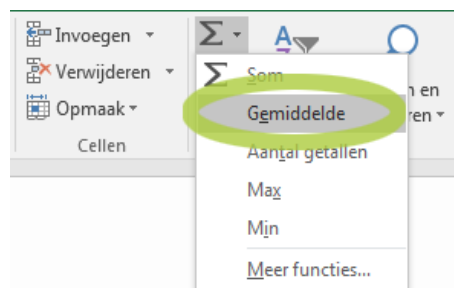 Invoegen
Verwijderen
Opmaak
Cellen
Σ
A
Z
n en
ren
Σ Som
Gemiddelde
Aantal getallen
Max
Min
Meer functies...